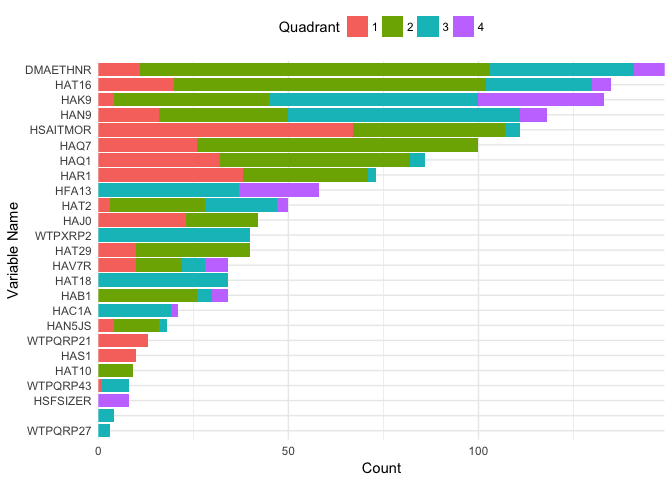 Quadrant 1 2 3 4
DMAETHNR
HAT16
HAK9
HAN9
HSAITMOR
HAQ7
HAQ1
HAR1
HFA13
HAT2
HAJ0
WTPXRP2
HAT29
HAV7R
HAT18
HAB1
HAC1A
HAN5JS
WTPQRP21
HAS1
HAT10
WTPQRP43
HSFSIZER
WTPQRP27
Variable Name
0 50 100
Count